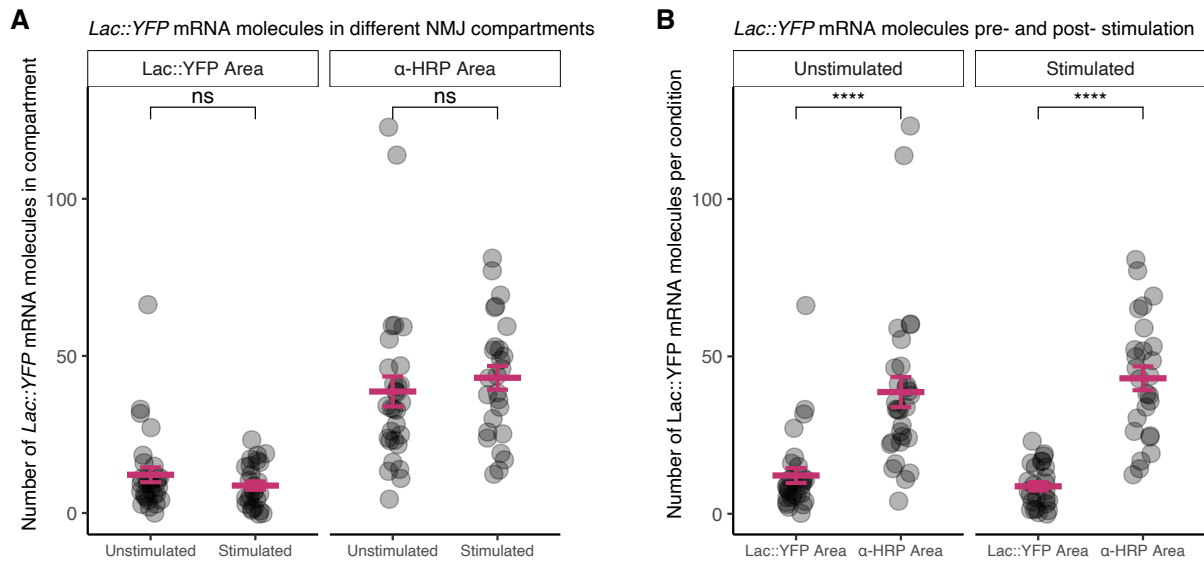 A
Lac::YFP mRNA molecules in different NMJ compartments
Number of Lac::YFP mRNA molecules in compartment
Lac::YFP Area
α-HRP Area
ns
ns
100
50
0
Unstimulated
Stimulated
Unstimulated
Stimulated
B
Lac::YFP mRNA molecules pre- and post- stimulation
Number of Lac::YFP mRNA molecules per condition
Unstimulated
Stimulated
****
****
100
50
0
Lac::YFP Area
α-HRP Area
Lac::YFP Area
α-HRP Area